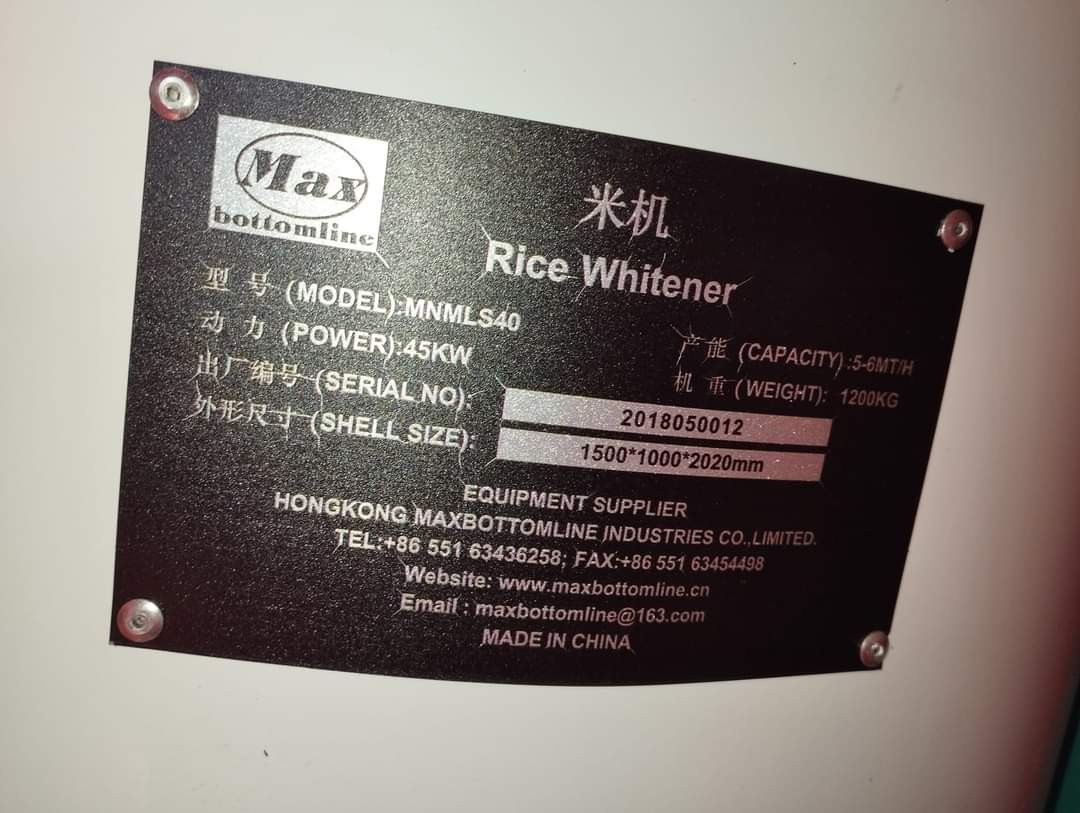 Max
bottomline
米机
Rice Whitener
型 号 (MODEL):MNMLS40
动 力 (POWER):45KW
产能 (CAPACITY):5-6MT/H
机 重 (WEIGHT): 1200KG
出厂编号 (SERIAL NO): 2018050012
外形尺寸 (SHELL SIZE): 1500*1000*2020mm
EQUIPMENT SUPPLIER
HONGKONG MAXBOTTOMLINE INDUSTRIES CO.,LIMITED.
TEL:+86 551 63436258; FAX:+86 551 63454498
Website: www.maxbottomline.cn
Email : maxbottomline@163.com
MADE IN CHINA